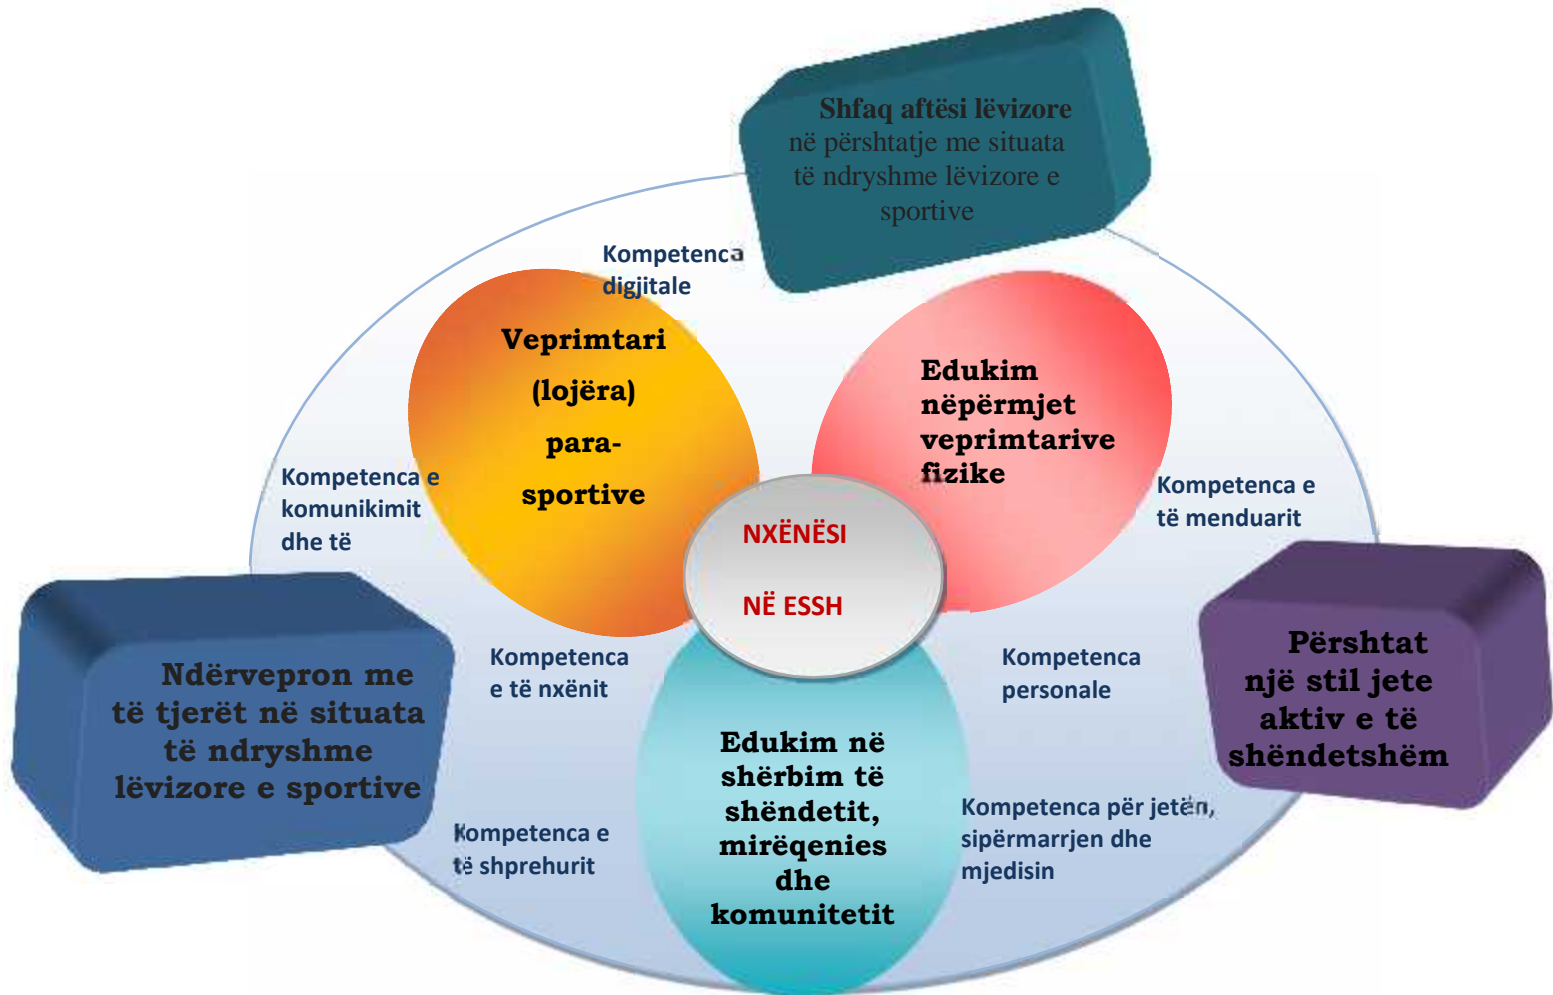 Shfaq aftësi lëvizore
në përshtatje me situata
të ndryshme lëvizore e
sportive
Kompetenca
digjitale
Veprimtari
(lojëra)
para-
sportive
Edukim
nëpërmjet
veprimtarive
fizike
Kompetenca e
komunikimit
dhe të
Kompetenca e
të menduarit
NXËNËSI
NË ESSH
Ndërvepron me
të tjerët në situata
të ndryshme
lëvizore e sportive
Kompetenca
e të nxënit
Kompetenca
personale
Përshtat
një stil jete
aktiv e të
shëndetshëm
Edukim në
shërbim të
shëndetit,
mirëqenies
dhe
komunitetit
Kompetenca e
të shprehurit
Kompetenca për jetën,
sipërmarrjen dhe
mjedisin